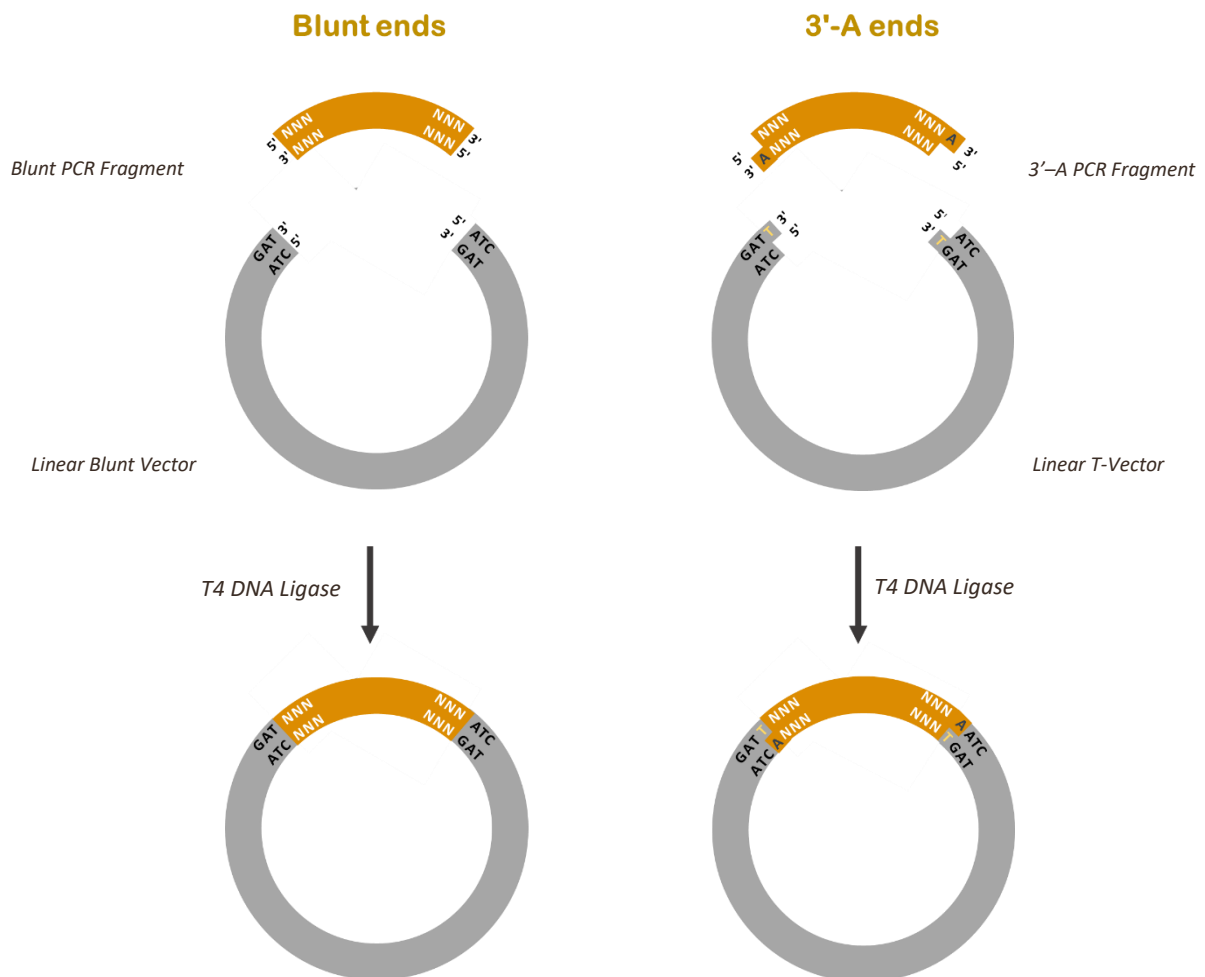 Blunt ends
3'-A ends
NNN
NNN
5'
3'
NNN
NNN
3'
5'
Blunt PCR Fragment
NNN
A NNN
5'
3'
NNN A
NNN
3'
5'
3'–A PCR Fragment
GAT 3'
ATC 5'
5' ATC
3' GAT
GAT T 3'
ATC 5'
5' ATC
3' T GAT
Linear Blunt Vector
Linear T-Vector
T4 DNA Ligase
T4 DNA Ligase
GAT NNN
ATC NNN
NNN ATC
NNN GAT
GAT T NNN
ATC A NNN
NNN A ATC
NNN T GAT